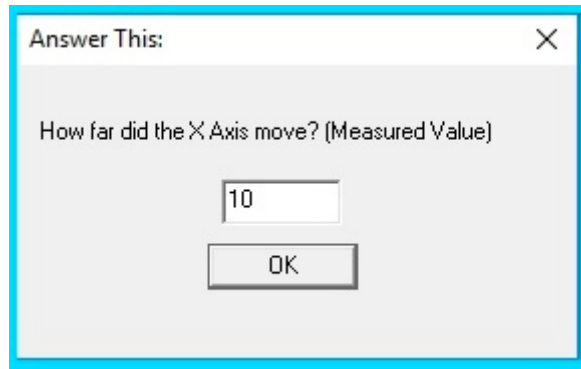 Answer This:
How far did the X Axis move? (Measured Value)
10
OK